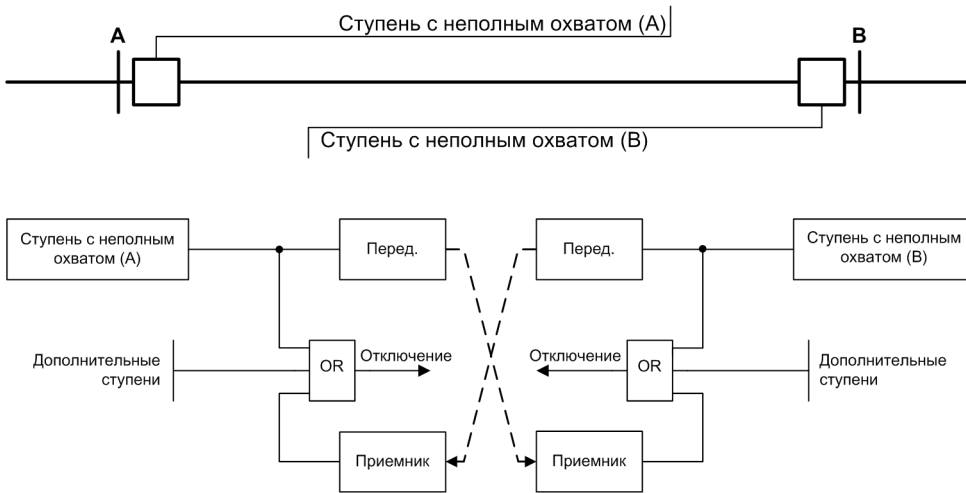 Ступень с неполным охватом (A)
A
B
Ступень с неполным охватом (B)
Ступень с неполным
охватом (A)
Перед.
Перед.
Ступень с неполным
охватом (B)
Дополнительные
ступени
OR
Отключение
Отключение
OR
Дополнительные
ступени
Приемник
Приемник